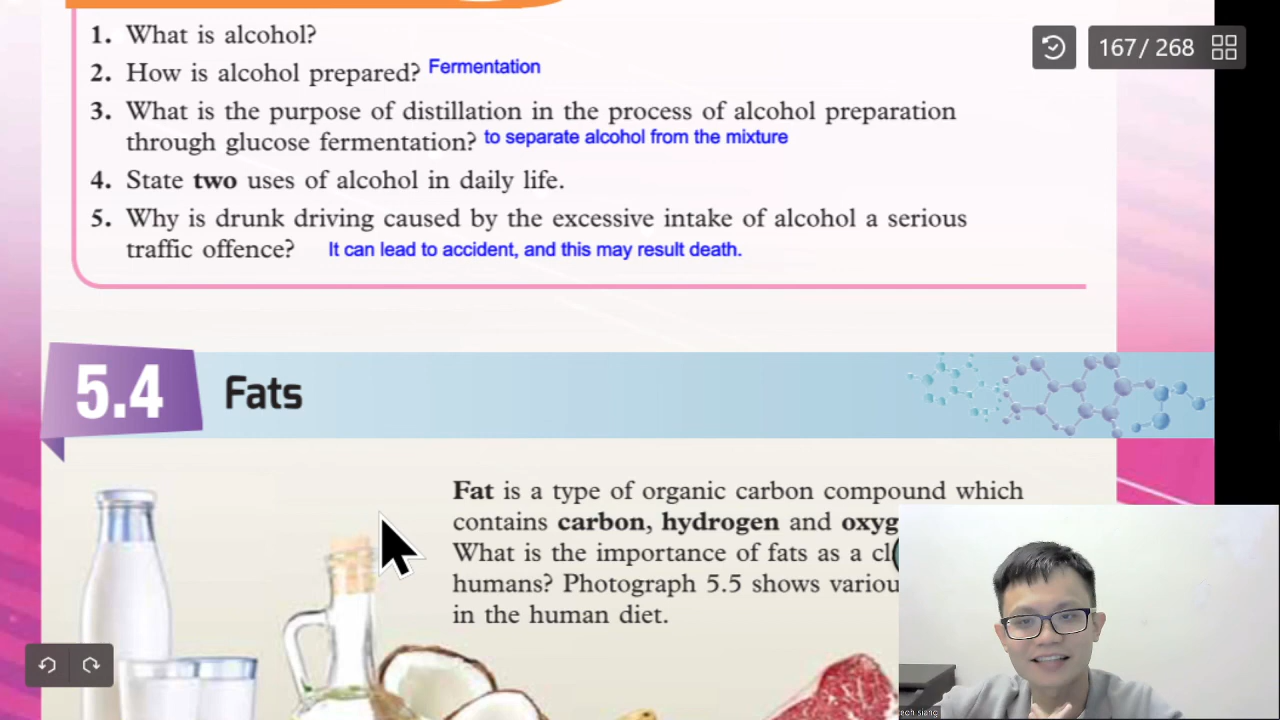 1. What is alcohol?
167/ 268
2. How is alcohol prepared? Fermentation
3. What is the purpose of distillation in the process of alcohol preparation
through glucose fermentation? to separate alcohol from the mixture
4. State two uses of alcohol in daily life.
5. Why is drunk driving caused by the excessive intake of alcohol a serious
traffic offence? It can lead to accident, and this may result death.
5.4 Fats
Fat is a type of organic carbon compound which
contains carbon, hydrogen and oxyg
What is the importance of fats as a cl
humans? Photograph 5.5 shows variou
in the human diet.
tech siang